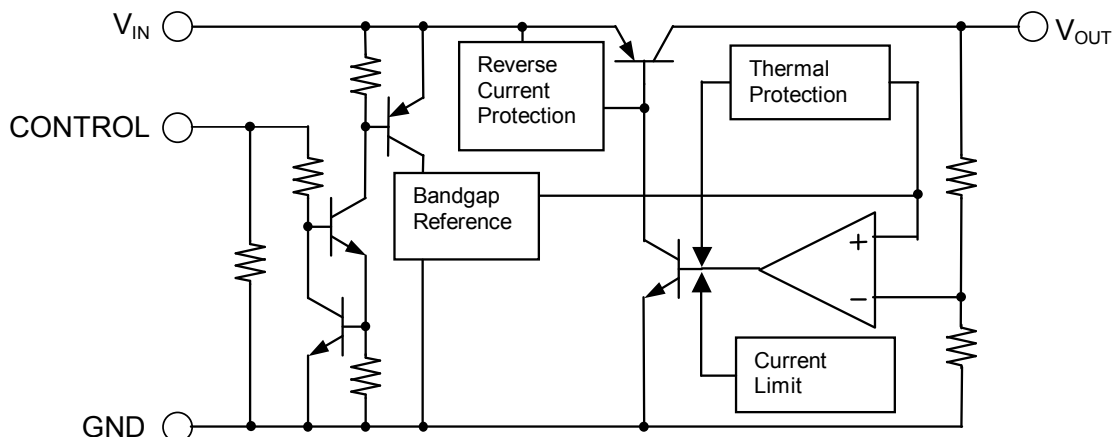 VIN
VOUT
Reverse
Current
Protection
Thermal
Protection
CONTROL
Bandgap
Reference
+
−
Current
Limit
GND